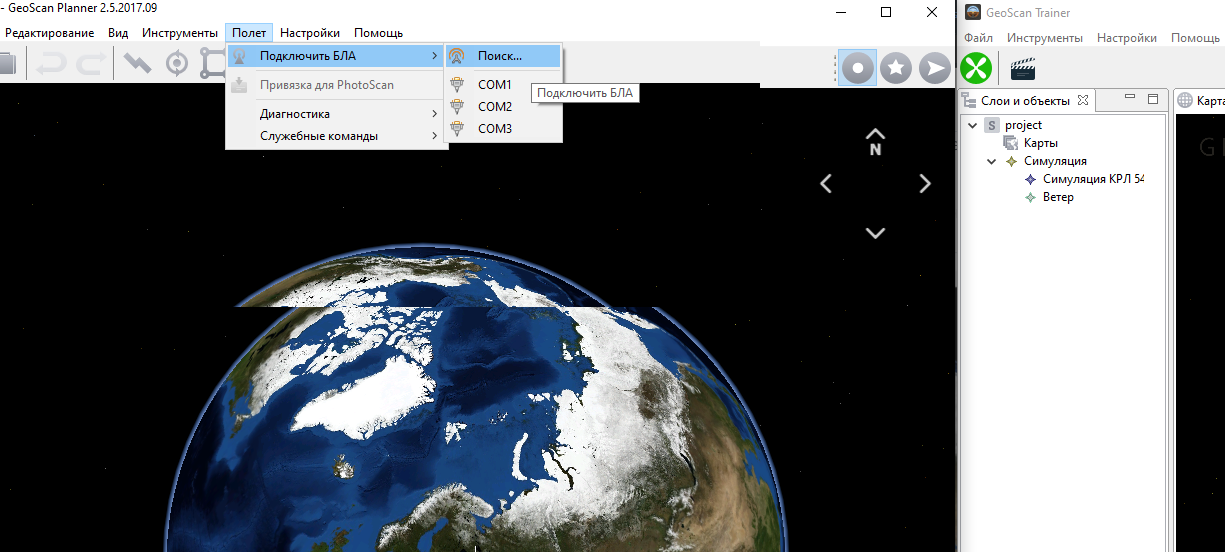 - GeoScan Planner 2.5.2017.09
Редактирование Вид Инструменты Полет Настройки Помощь
Подключить БЛА
Привязка для PhotoScan
Диагностика
Служебные команды
Поиск...
COM1
COM2
COM3
Подключить БЛА
N
GeoScan Trainer
Файл Инструменты Настройки Помощь
Слои и объекты
Карта
S project
Карты
Симуляция
Симуляция КРЛ 54
Ветер
G